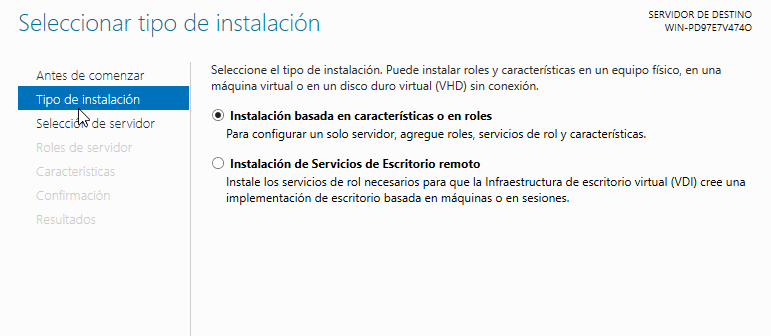 Seleccionar tipo de instalación
SERVIDOR DE DESTINO
WIN-PD97E7V474O
Antes de comenzar
Tipo de instalación
Selección de servidor
Roles de servidor
Características
Confirmación
Resultados
Seleccione el tipo de instalación. Puede instalar roles y características en un equipo físico, en una
máquina virtual o en un disco duro virtual (VHD) sin conexión.
Instalación basada en características o en roles
Para configurar un solo servidor, agregue roles, servicios de rol y características.
Instalación de Servicios de Escritorio remoto
Instale los servicios de rol necesarios para que la Infraestructura de escritorio virtual (VDI) cree una
implementación de escritorio basada en máquinas o en sesiones.